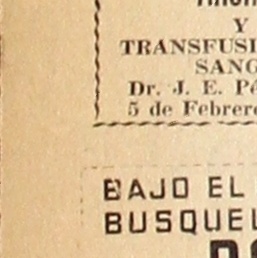 Y
TRANSFUSI
SANG
Dr. J. E. Pé
5 de Febrer
BAJO EL
BUSQUEL